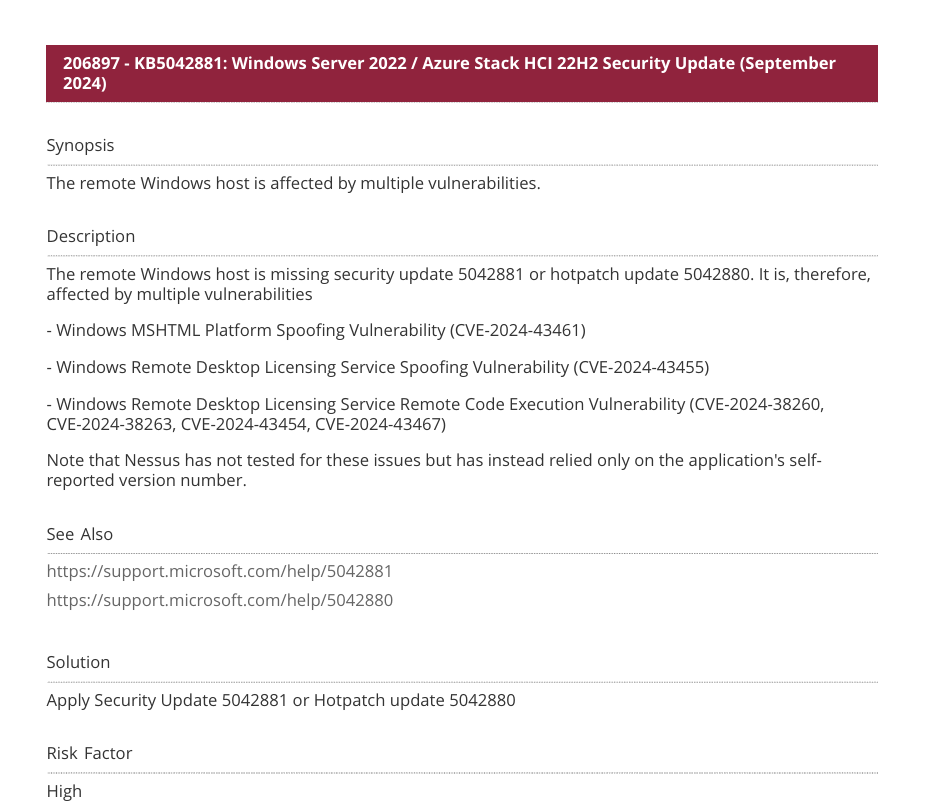 206897 - KB5042881: Windows Server 2022 / Azure Stack HCI 22H2 Security Update (September
2024)
Synopsis
The remote Windows host is affected by multiple vulnerabilities.
Description
The remote Windows host is missing security update 5042881 or hotpatch update 5042880. It is, therefore,
affected by multiple vulnerabilities
- Windows MSHTML Platform Spoofing Vulnerability (CVE-2024-43461)
- Windows Remote Desktop Licensing Service Spoofing Vulnerability (CVE-2024-43455)
- Windows Remote Desktop Licensing Service Remote Code Execution Vulnerability (CVE-2024-38260,
CVE-2024-38263, CVE-2024-43454, CVE-2024-43467)
Note that Nessus has not tested for these issues but has instead relied only on the application's self-
reported version number.
See Also
https://support.microsoft.com/help/5042881
https://support.microsoft.com/help/5042880
Solution
Apply Security Update 5042881 or Hotpatch update 5042880
Risk Factor
High